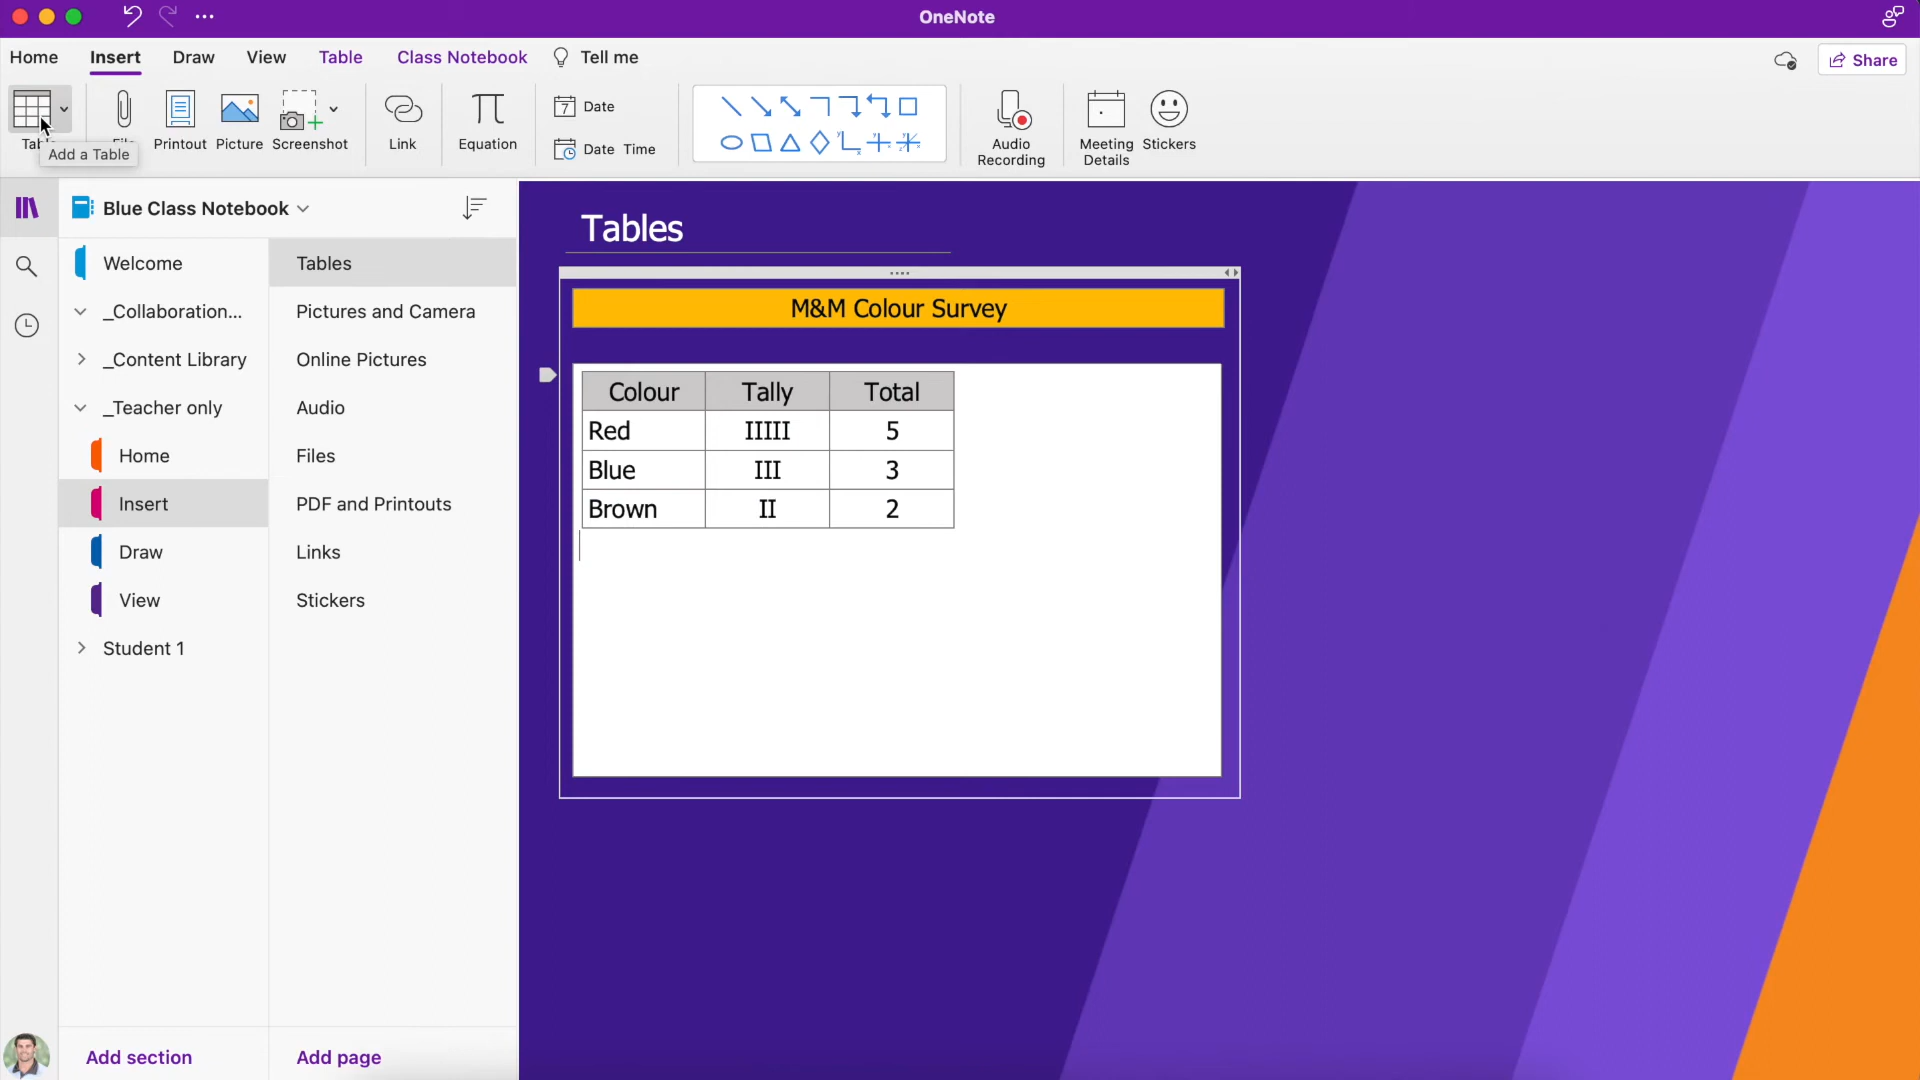 OneNote
Home Insert Draw View Table Class Notebook Tell me
Share
Printout Picture Screenshot Link Equation
7 Date
Date Time
Audio Recording
Meeting Details
Stickers
Add a Table
Blue Class Notebook
Welcome
_Collaboration...
_Content Library
_Teacher only
Home
Insert
Draw
View
Student 1
Add section
Tables
Pictures and Camera
Online Pictures
Audio
Files
PDF and Printouts
Links
Stickers
Add page
Tables
M&M Colour Survey
Colour Tally Total
Red IIIII 5
Blue III 3
Brown II 2